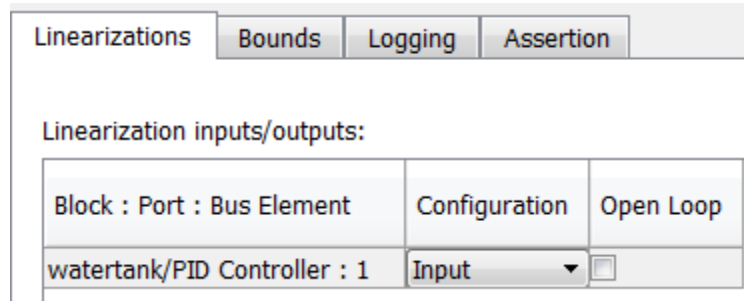 Linearizations Bounds Logging Assertion
Linearization inputs/outputs:
Block : Port : Bus Element Configuration Open Loop
watertank/PID Controller : 1 Input